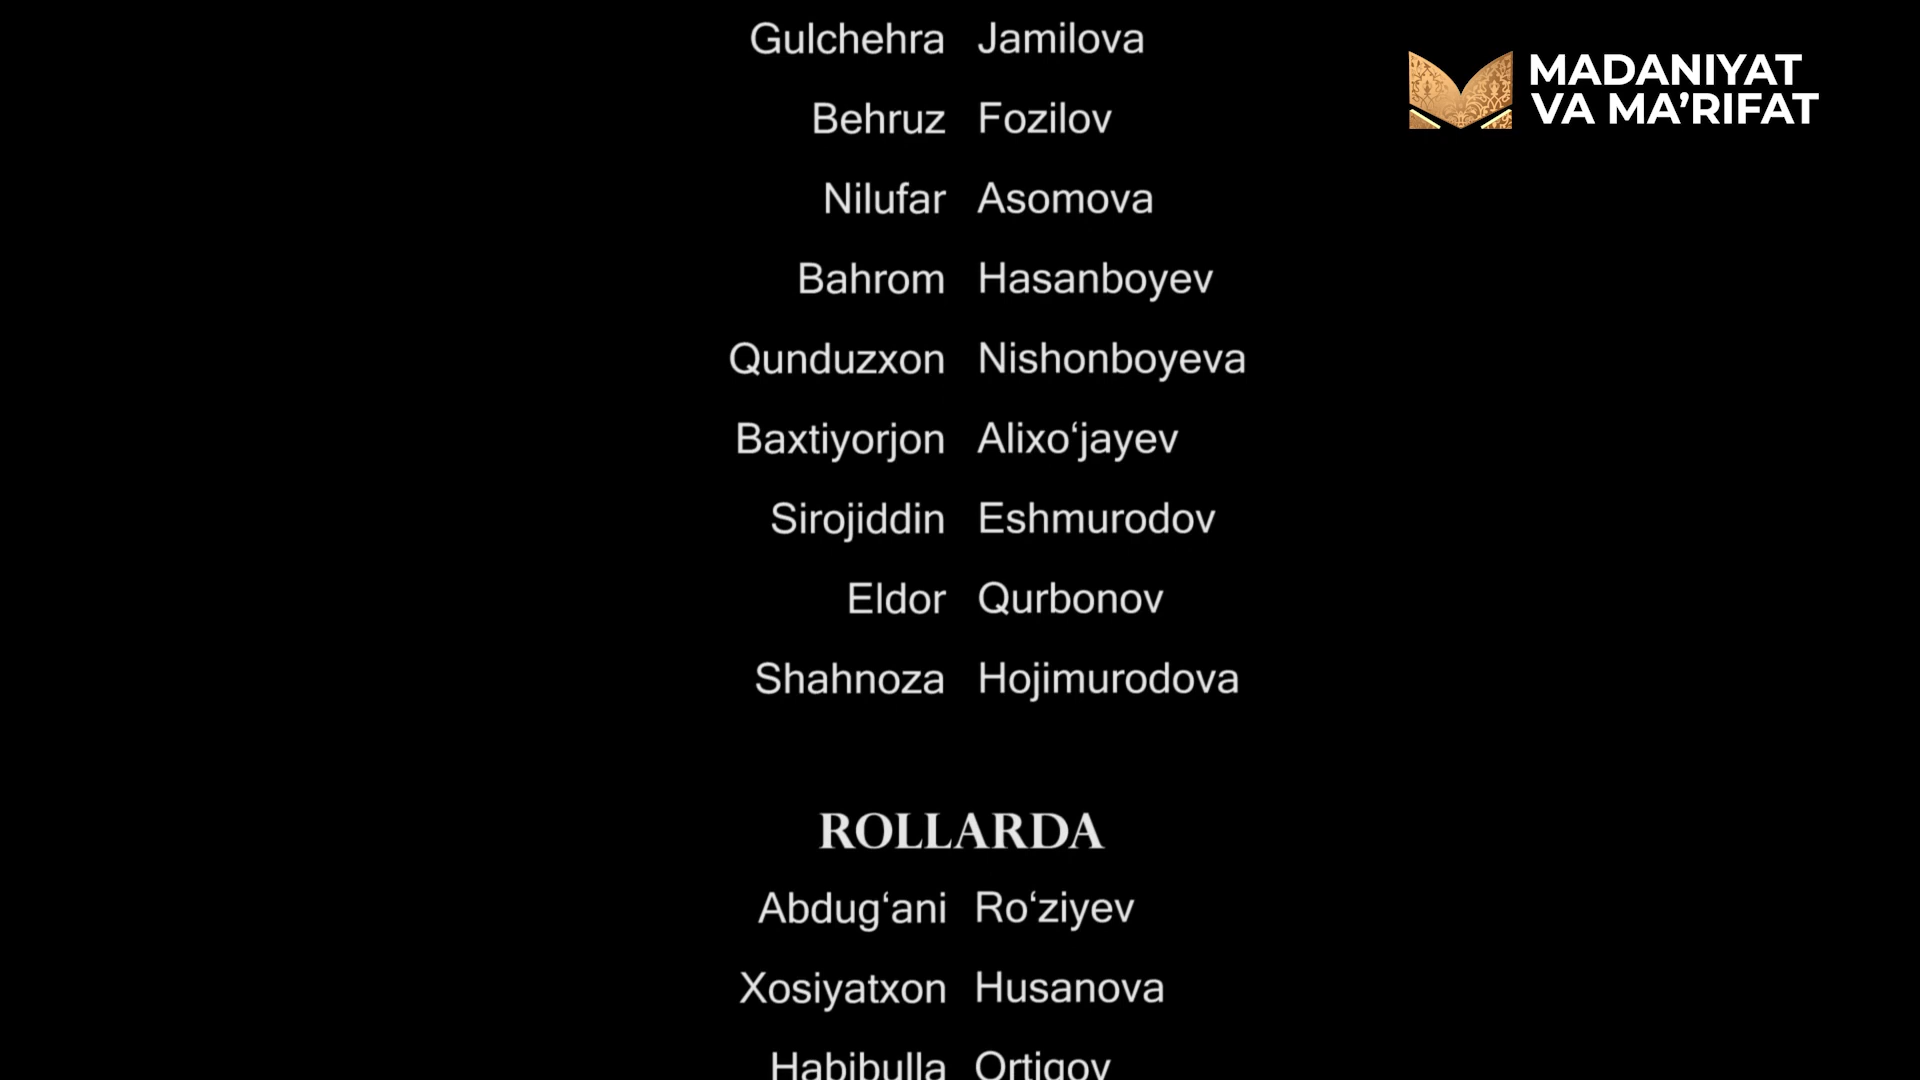 Gulchehra Jamilova
Behruz Fozilov
Nilufar Asomova
Bahrom Hasanboyev
Qunduzxon Nishonboyeva
Baxtiyorjon Alixo‘jayev
Sirojiddin Eshmurodov
Eldor Qurbonov
Shahnoza Hojimurodova
ROLLARDA
Abdug‘ani Ro‘ziyev
Xosiyatxon Husanova
Habibulla Ortiqov
MADANIYAT
VA MA’RIFAT